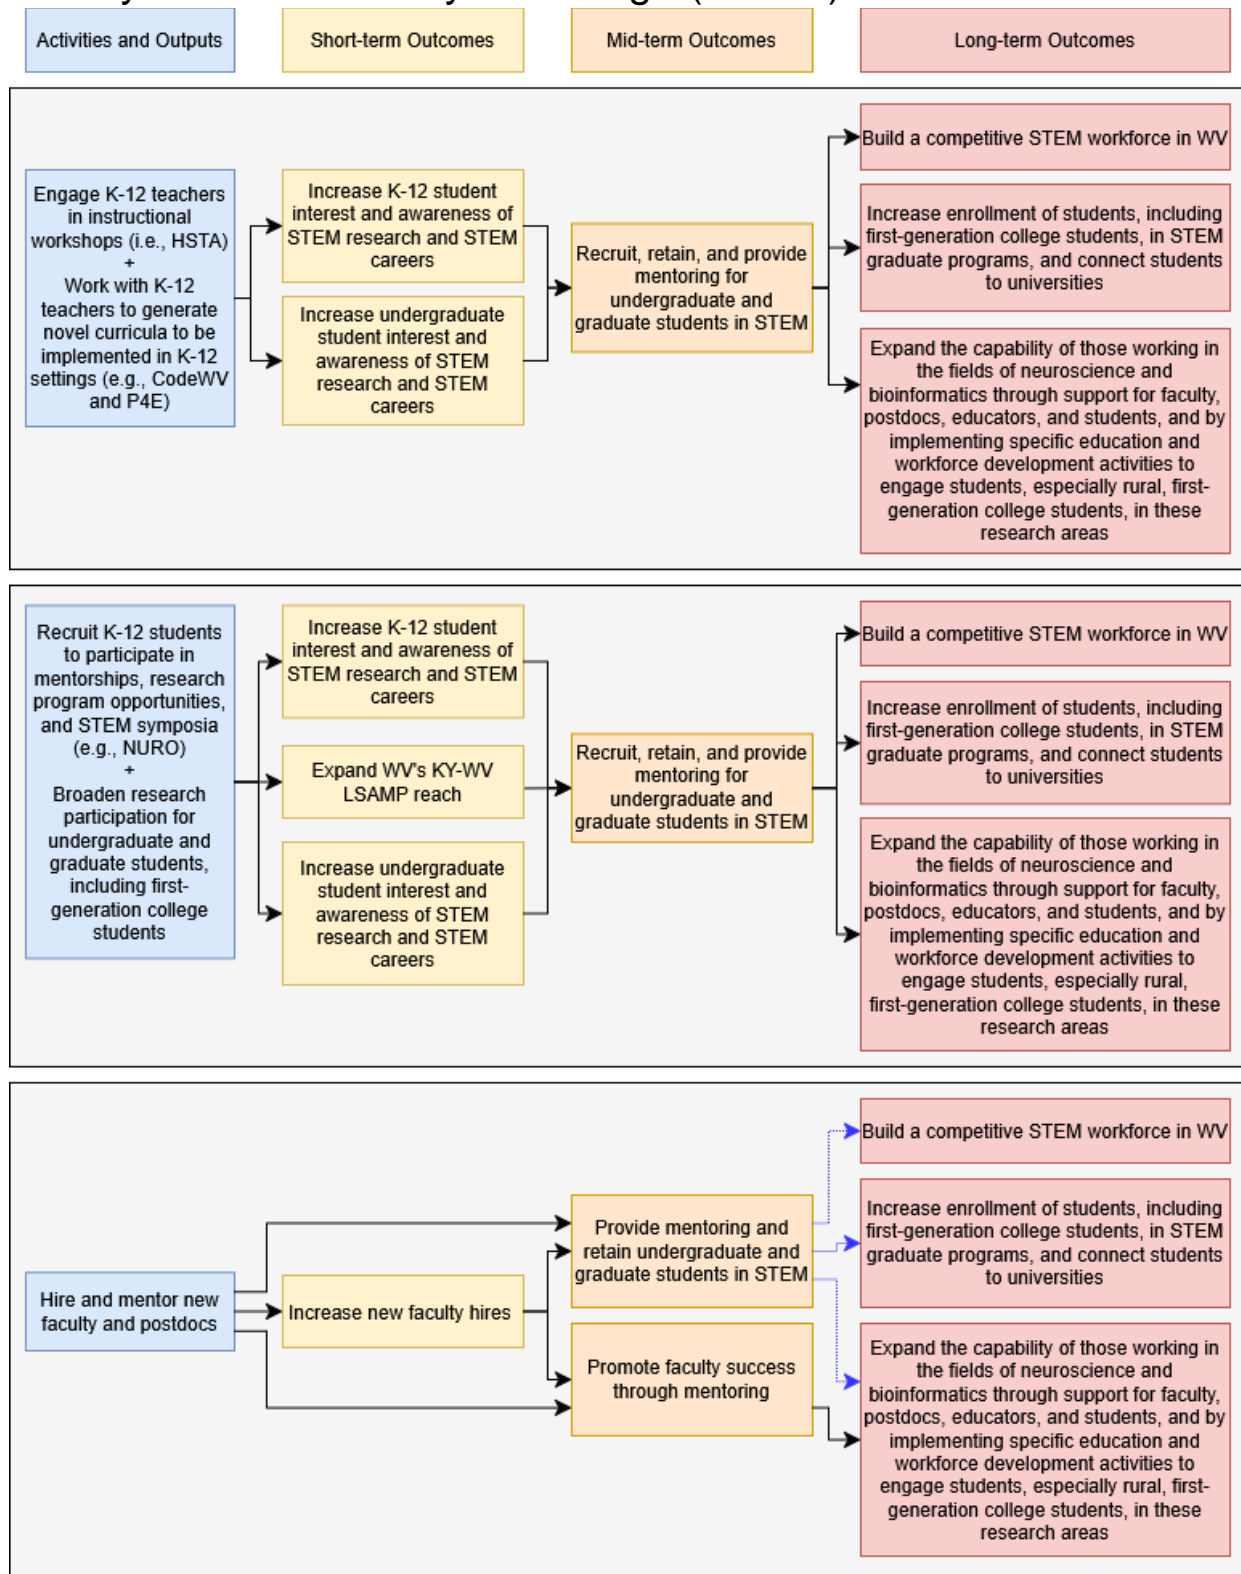 Activities and Outputs
Short-term Outcomes
Mid-term Outcomes
Long-term Outcomes
Engage K-12 teachers
in instructional
workshops (i.e., HSTA)
+
Work with K-12
teachers to generate
novel curricula to be
implemented in K-12
settings (e.g., CodeWV
and P4E)
Increase K-12 student
interest and awareness of
STEM research and STEM
careers
Increase undergraduate
student interest and
awareness of STEM
research and STEM
careers
Recruit, retain, and provide
mentoring for
undergraduate and
graduate students in STEM
Build a competitive STEM workforce in WV
Increase enrollment of students, including
first-generation college students, in STEM
graduate programs, and connect students
to universities
Expand the capability of those working in
the fields of neuroscience and
bioinformatics through support for faculty,
postdocs, educators, and students, and by
implementing specific education and
workforce development activities to
engage students, especially rural, first-
generation college students, in these
research areas
Recruit K-12 students
to participate in
mentorships, research
program opportunities,
and STEM symposia
(e.g., NURO)
+
Broaden research
participation for
undergraduate and
graduate students,
including first-
generation college
students
Increase K-12 student
interest and awareness of
STEM research and STEM
careers
Expand WV's KY-WV
LSAMP reach
Increase undergraduate
student interest and
awareness of STEM
research and STEM
careers
Recruit, retain, and provide
mentoring for
undergraduate and
graduate students in STEM
Build a competitive STEM workforce in WV
Increase enrollment of students, including
first-generation college students, in STEM
graduate programs, and connect students
to universities
Expand the capability of those working in
the fields of neuroscience and
bioinformatics through support for faculty,
postdocs, educators, and students, and by
implementing specific education and
workforce development activities to
engage students, especially rural,
first-generation college students, in these
research areas
Hire and mentor new
faculty and postdocs
Increase new faculty hires
Provide mentoring and
retain undergraduate and
graduate students in STEM
Promote faculty success
through mentoring
Build a competitive STEM workforce in WV
Increase enrollment of students, including
first-generation college students, in STEM
graduate programs, and connect students
to universities
Expand the capability of those working in
the fields of neuroscience and
bioinformatics through support for faculty,
postdocs, educators, and students, and by
implementing specific education and
workforce development activities to
engage students, especially rural, first-
generation college students, in these
research areas